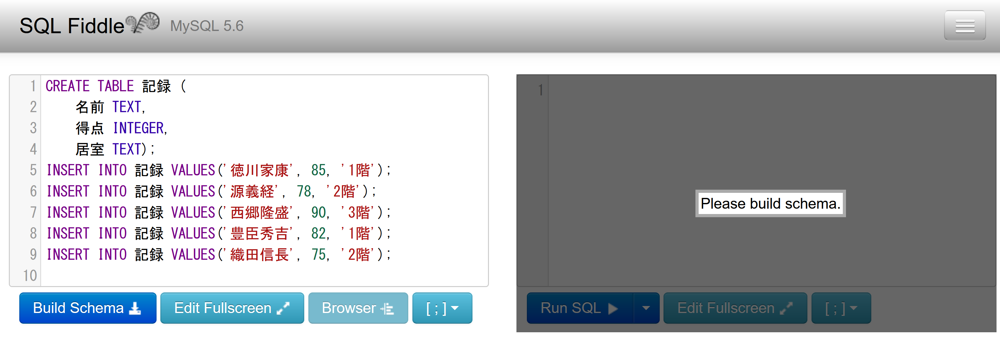 SQL Fiddle MySQL 5.6
1 CREATE TABLE 記録 (
2     名前 TEXT,
3     得点 INTEGER,
4     居室 TEXT);
5 INSERT INTO 記録 VALUES('徳川家康', 85, '1階');
6 INSERT INTO 記録 VALUES('源義経', 78, '2階');
7 INSERT INTO 記録 VALUES('西郷隆盛', 90, '3階');
8 INSERT INTO 記録 VALUES('豊臣秀吉', 82, '1階');
9 INSERT INTO 記録 VALUES('織田信長', 75, '2階');
10
Build Schema Edit Fullscreen Browser [ ; ]
1
Please build schema.
Run SQL Edit Fullscreen [ ; ]